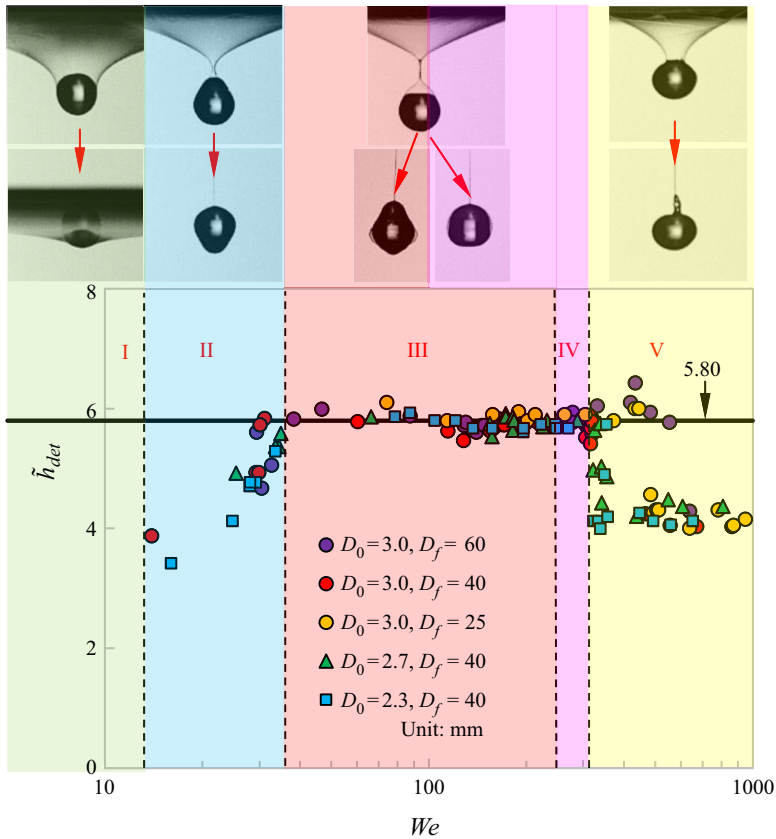 8
I II III IV V
5.80
6
h̃det
4
D0=3.0, Df= 60
D0=3.0, Df= 40
D0=3.0, Df= 25
2
D0=2.7, Df= 40
D0=2.3, Df= 40
Unit: mm
0
10 100 1000
We